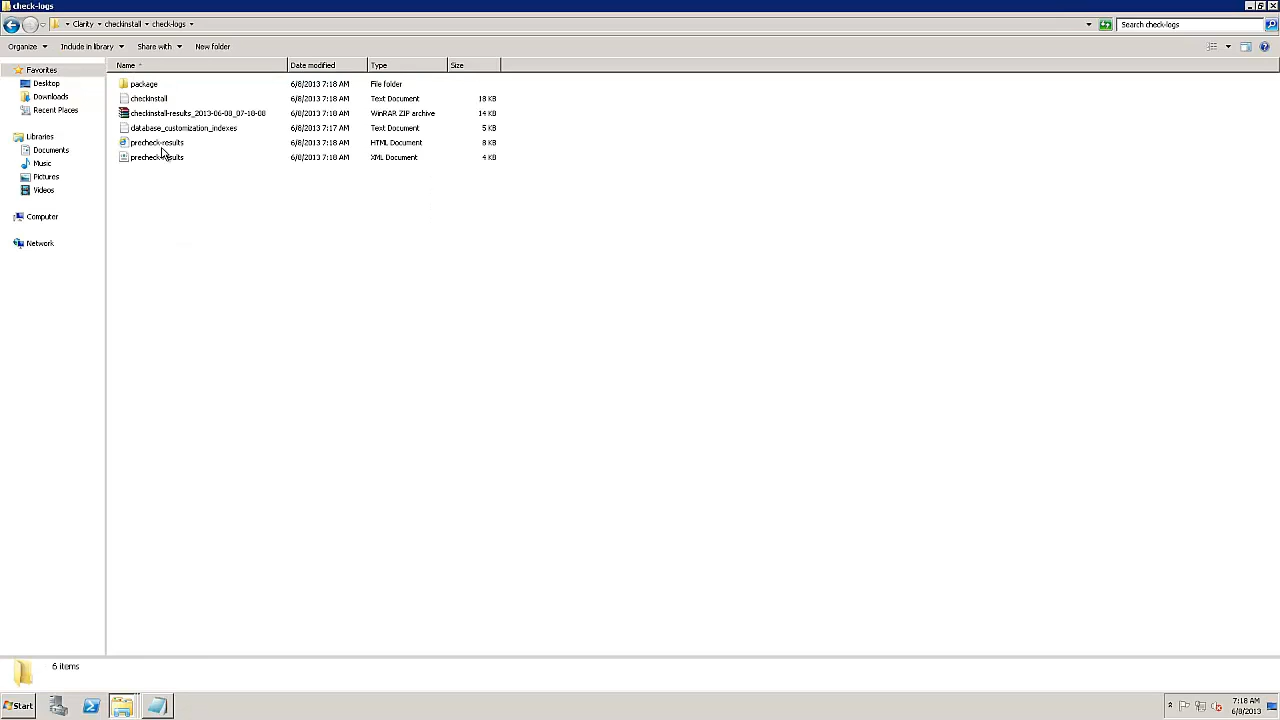 check-logs
Clarity checkinstall check-logs
Search check-logs
Organize Include in library Share with New folder
Name Date modified Type Size
Favorites
Desktop
Downloads
Recent Places
Libraries
Documents
Music
Pictures
Videos
Computer
Network
package 6/8/2013 7:18 AM File folder
checkinstall 6/8/2013 7:18 AM Text Document 18 KB
checkinstall-results_2013-06-08_07-18-08 6/8/2013 7:18 AM WinRAR ZIP archive 14 KB
database_customization_indexes 6/8/2013 7:17 AM Text Document 5 KB
precheck-results 6/8/2013 7:18 AM HTML Document 8 KB
precheck-results 6/8/2013 7:18 AM XML Document 4 KB
6 items
Start
7:18 AM
6/8/2013